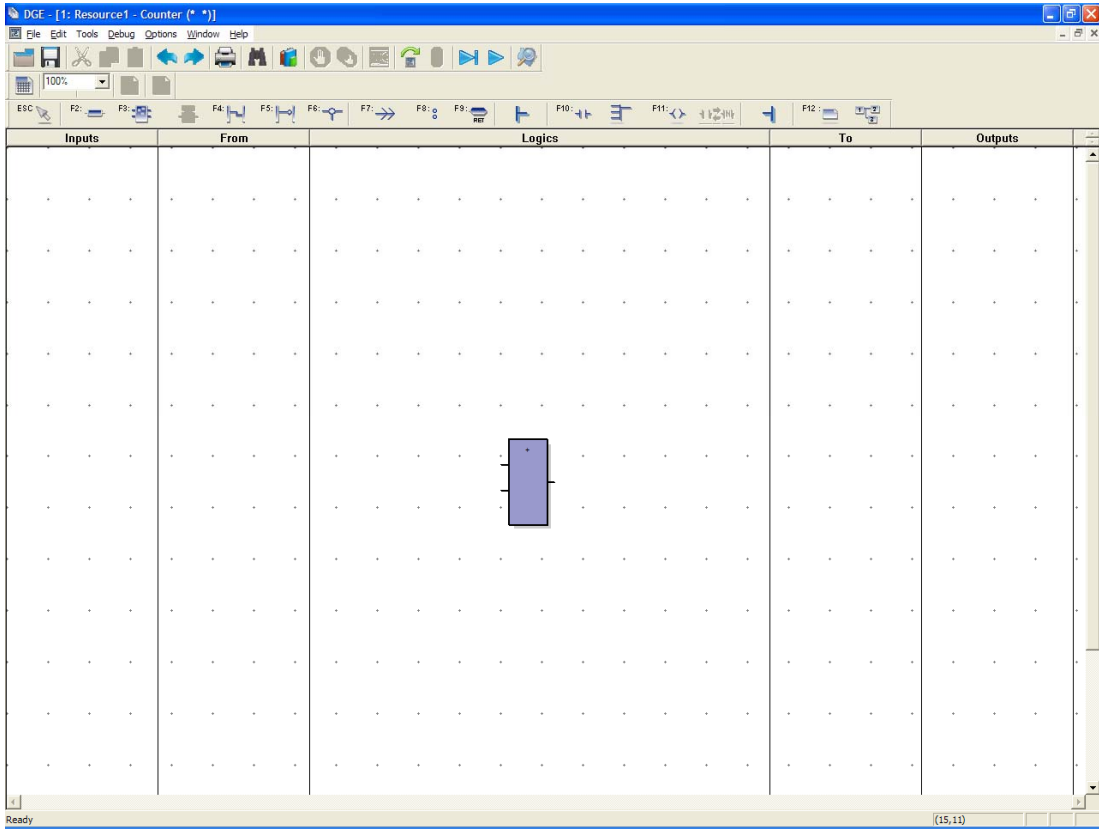 DGE - [1: Resource1 - Counter (* *)]
File Edit Tools Debug Options Window Help
100%
ESC F2: F3: F4: F5: F6: F7: F8: F9: RET F10: F11: F12:
Inputs From Logics To Outputs
+
Ready (15,11)